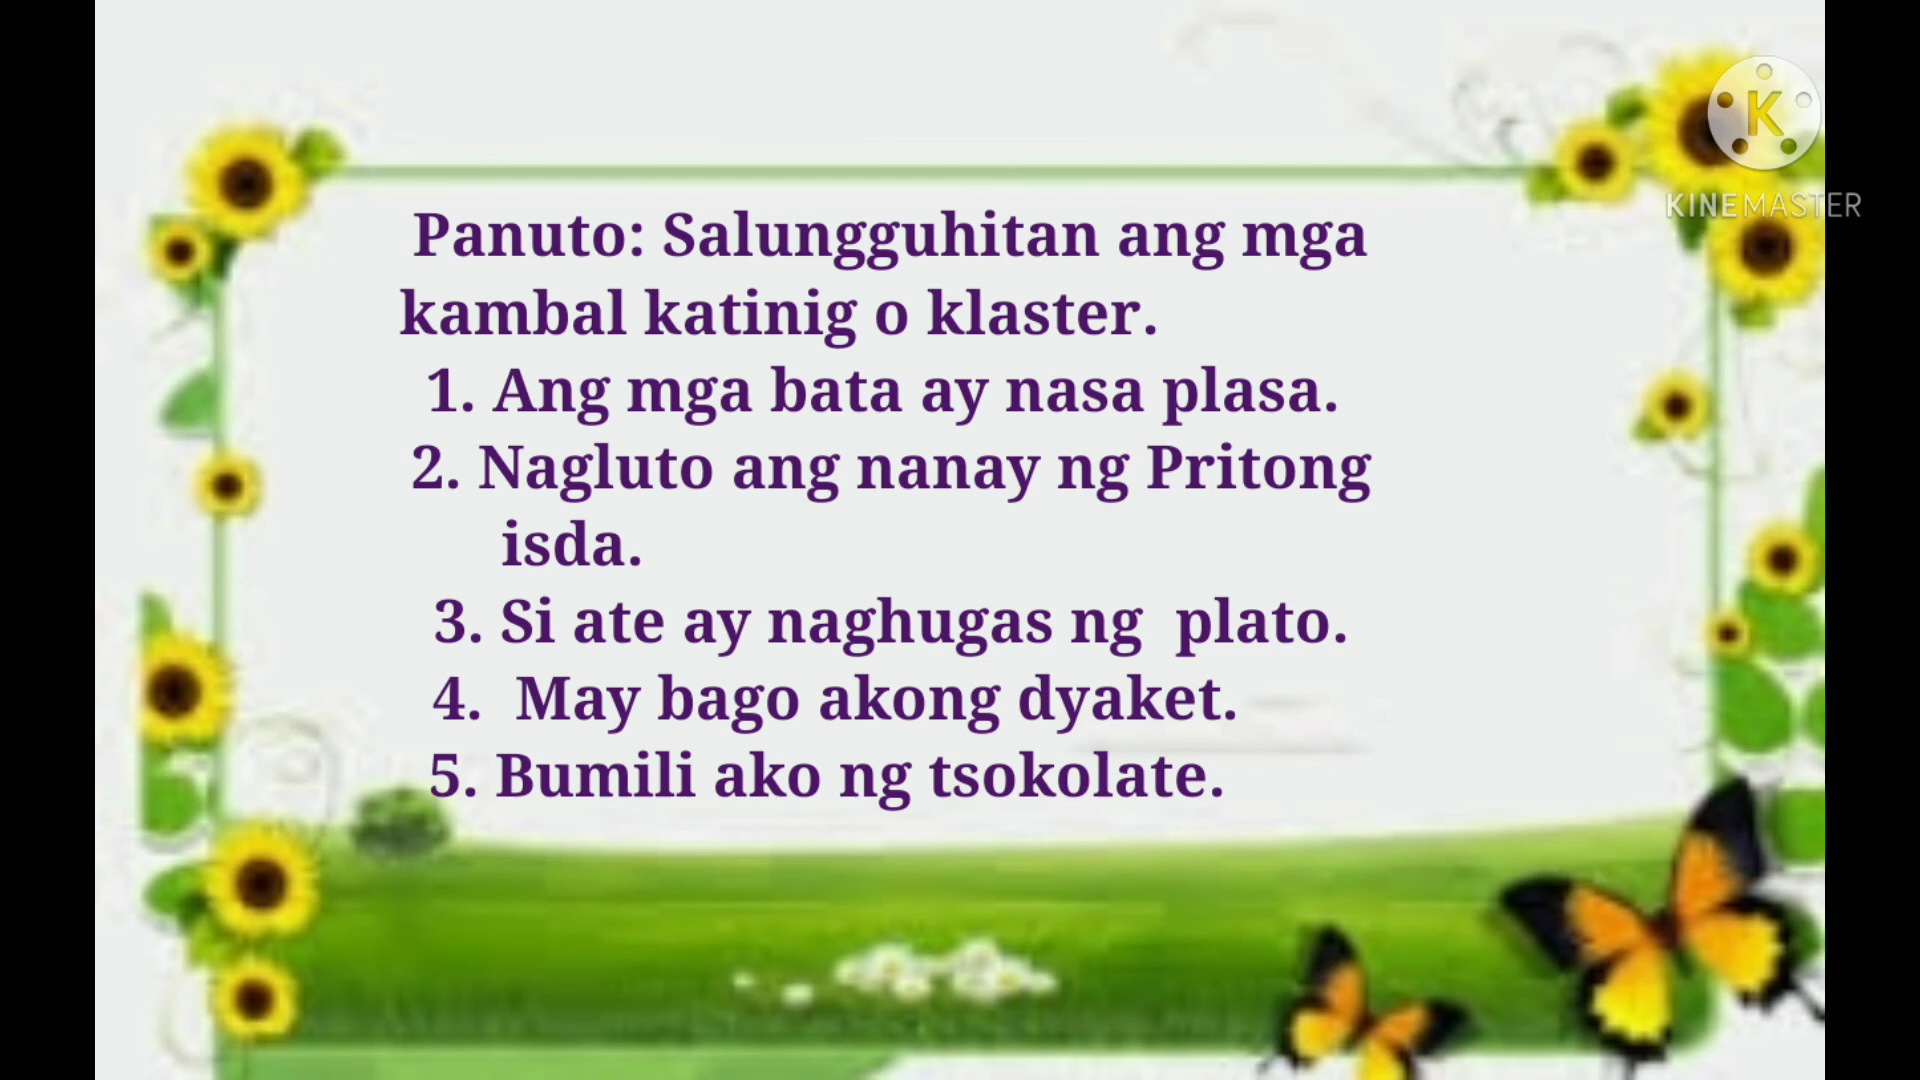 KINEMASTER
Panuto: Salungguhitan ang mga
kambal katinig o klaster.
1. Ang mga bata ay nasa plasa.
2. Nagluto ang nanay ng Pritong
isda.
3. Si ate ay naghugas ng  plato.
4.  May bago akong dyaket.
5. Bumili ako ng tsokolate.